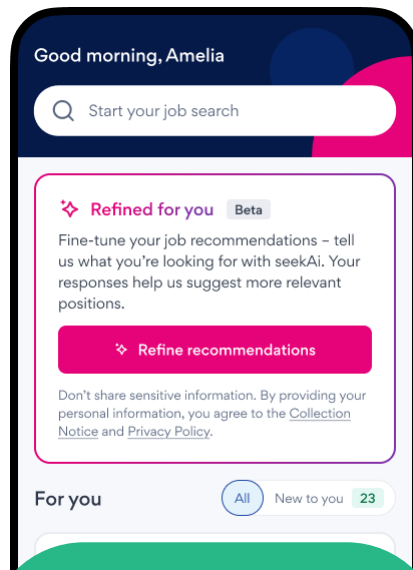 Good morning, Amelia
Start your job search
Refined for you Beta
Fine-tune your job recommendations – tell
us what you're looking for with seekAi. Your
responses help us suggest more relevant
positions.
Refine recommendations
Don't share sensitive information. By providing your
personal information, you agree to the Collection
Notice and Privacy Policy.
For you All New to you 23